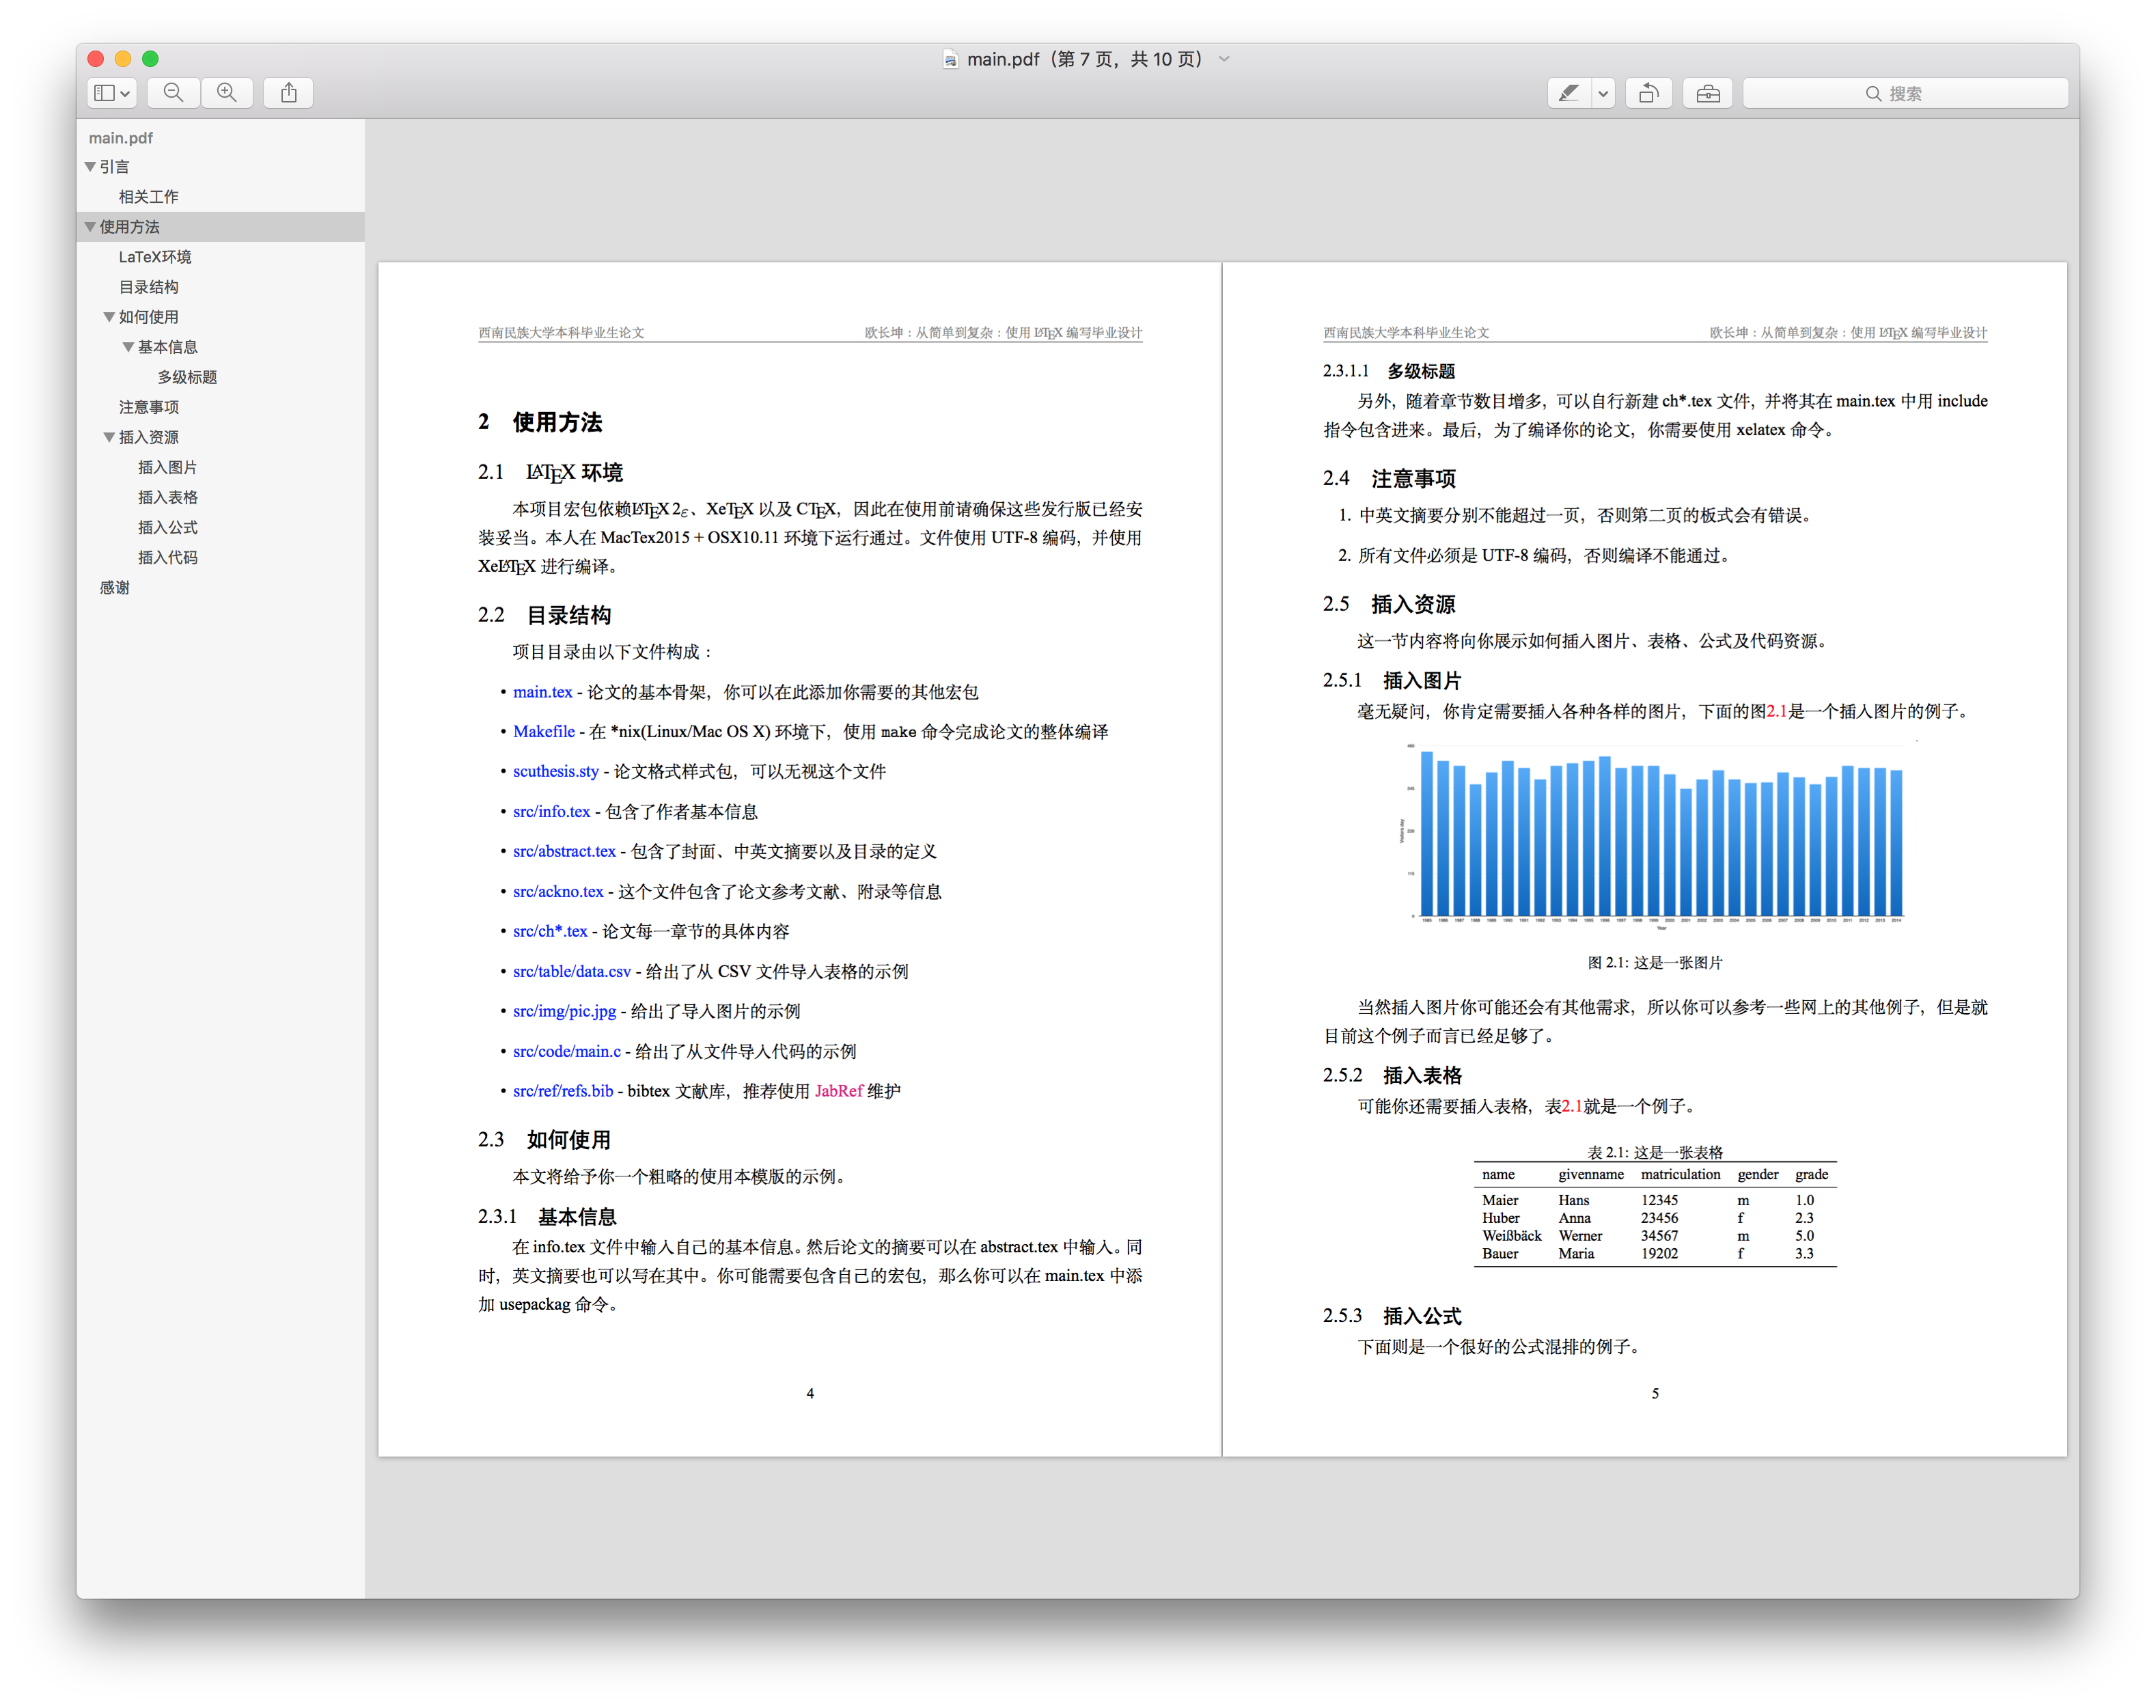 main.pdf（第 7 页，共 10 页）
搜索
main.pdf
引言
相关工作
使用方法
LaTeX环境
目录结构
如何使用
基本信息
多级标题
注意事项
插入资源
插入图片
插入表格
插入公式
插入代码
感谢
西南民族大学本科毕业生论文 欧长坤：从简单到复杂：使用 LATEX 编写毕业设计
2 使用方法
2.1 LATEX 环境
本项目宏包依赖LATEX 2ε、XeTEX 以及 CTEX，因此在使用前请确保这些发行版已经安
装妥当。本人在 MacTex2015 + OSX10.11 环境下运行通过。文件使用 UTF-8 编码，并使用
XeLATEX 进行编译。
2.2 目录结构
项目目录由以下文件构成：
• main.tex - 论文的基本骨架，你可以在此添加你需要的其他宏包
• Makefile - 在 *nix(Linux/Mac OS X) 环境下，使用 make 命令完成论文的整体编译
• scuthesis.sty - 论文格式样式包，可以无视这个文件
• src/info.tex - 包含了作者基本信息
• src/abstract.tex - 包含了封面、中英文摘要以及目录的定义
• src/ackno.tex - 这个文件包含了论文参考文献、附录等信息
• src/ch*.tex - 论文每一章节的具体内容
• src/table/data.csv - 给出了从 CSV 文件导入表格的示例
• src/img/pic.jpg - 给出了导入图片的示例
• src/code/main.c - 给出了从文件导入代码的示例
• src/ref/refs.bib - bibtex 文献库，推荐使用 JabRef 维护
2.3 如何使用
本文将给予你一个粗略的使用本模版的示例。
2.3.1 基本信息
在 info.tex 文件中输入自己的基本信息。然后论文的摘要可以在 abstract.tex 中输入。同
时，英文摘要也可以写在其中。你可能需要包含自己的宏包，那么你可以在 main.tex 中添
加 usepackag 命令。
4
西南民族大学本科毕业生论文 欧长坤：从简单到复杂：使用 LATEX 编写毕业设计
2.3.1.1 多级标题
另外，随着章节数目增多，可以自行新建 ch*.tex 文件，并将其在 main.tex 中用 include
指令包含进来。最后，为了编译你的论文，你需要使用 xelatex 命令。
2.4 注意事项
1. 中英文摘要分别不能超过一页，否则第二页的板式会有错误。
2. 所有文件必须是 UTF-8 编码，否则编译不能通过。
2.5 插入资源
这一节内容将向你展示如何插入图片、表格、公式及代码资源。
2.5.1 插入图片
毫无疑问，你肯定需要插入各种各样的图片，下面的图2.1是一个插入图片的例子。
460
345
230
115
0
Visitors day
1985 1986 1987 1988 1989 1990 1991 1992 1993 1994 1995 1996 1997 1998 1999 2000 2001 2002 2003 2004 2005 2006 2007 2008 2009 2010 2011 2012 2013 2014
Year
图 2.1: 这是一张图片
当然插入图片你可能还会有其他需求，所以你可以参考一些网上的其他例子，但是就
目前这个例子而言已经足够了。
2.5.2 插入表格
可能你还需要插入表格，表2.1就是一个例子。
表 2.1: 这是一张表格
name givenname matriculation gender grade
Maier Hans 12345 m 1.0
Huber Anna 23456 f 2.3
Weißbäck Werner 34567 m 5.0
Bauer Maria 19202 f 3.3
2.5.3 插入公式
下面则是一个很好的公式混排的例子。
5